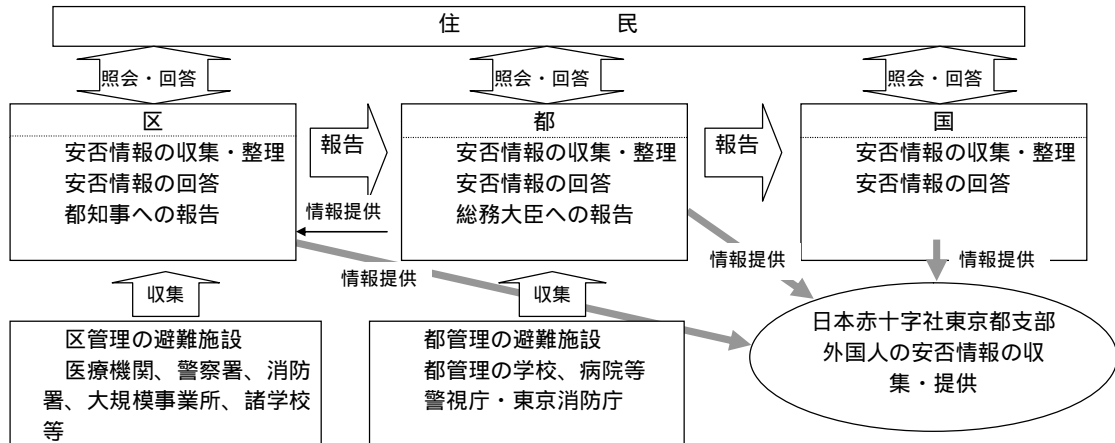 住　　　民
照会・回答
照会・回答
照会・回答
区
安否情報の収集・整理
安否情報の回答
都知事への報告
報告
情報提供
都
安否情報の収集・整理
安否情報の回答
総務大臣への報告
報告
国
安否情報の収集・整理
安否情報の回答
情報提供
情報提供
情報提供
収集
収集
区管理の避難施設
医療機関、警察署、消防
署、大規模事業所、諸学校
等
都管理の避難施設
都管理の学校、病院等
警視庁・東京消防庁
日本赤十字社東京都支部
外国人の安否情報の収
集・提供